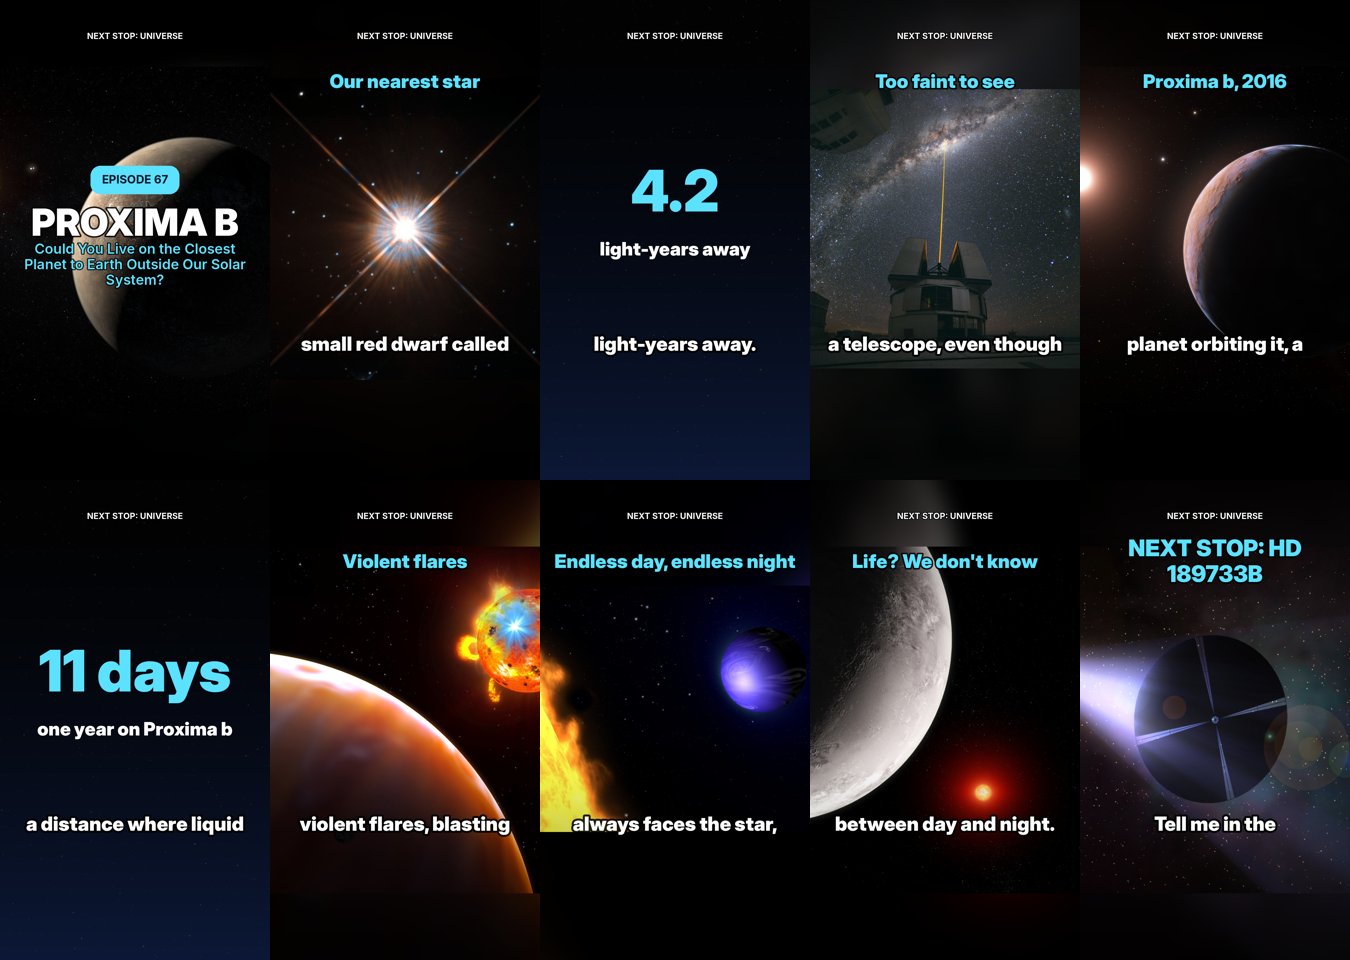 NEXT STOP: UNIVERSE
EPISODE 67
PROXIMA B
Could You Live on the Closest
Planet to Earth Outside Our Solar
System?
NEXT STOP: UNIVERSE
Our nearest star
small red dwarf called
NEXT STOP: UNIVERSE
4.2
light-years away
light-years away.
NEXT STOP: UNIVERSE
Too faint to see
a telescope, even though
NEXT STOP: UNIVERSE
Proxima b, 2016
planet orbiting it, a
NEXT STOP: UNIVERSE
11 days
one year on Proxima b
a distance where liquid
NEXT STOP: UNIVERSE
Violent flares
violent flares, blasting
NEXT STOP: UNIVERSE
Endless day, endless night
always faces the star,
NEXT STOP: UNIVERSE
Life? We don't know
between day and night.
NEXT STOP: UNIVERSE
NEXT STOP: HD
189733B
Tell me in the